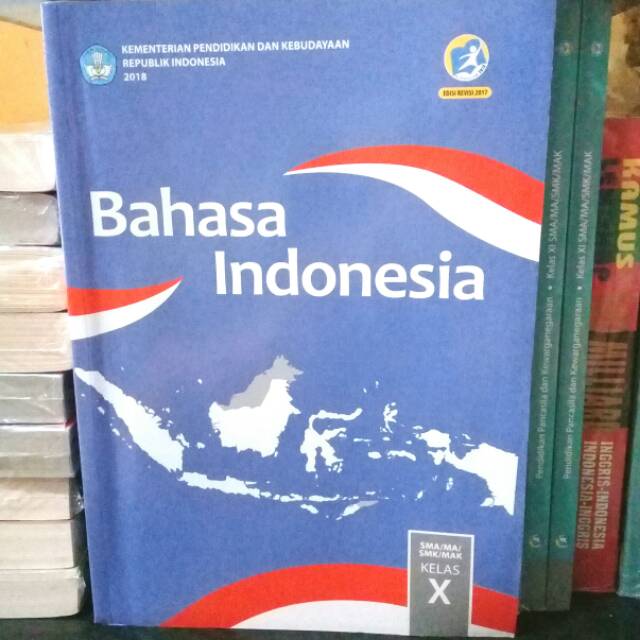 KEMENTERIAN PENDIDIKAN DAN KEBUDAYAAN
REPUBLIK INDONESIA
2018
EDISI REVISI 2017
Bahasa
Indonesia
SMA/MA/
SMK/MAK
KELAS
X
Pendidikan Pancasila dan Kewarganegaraan • Kelas XI SMA/MA/SMK/MAK
Pendidikan Pancasila dan Kewarganegaraan • Kelas XI SMA/MA/SMK/MAK
KAMUS
INGGRIS-INDONESIA
INDONESIA-INGGRIS